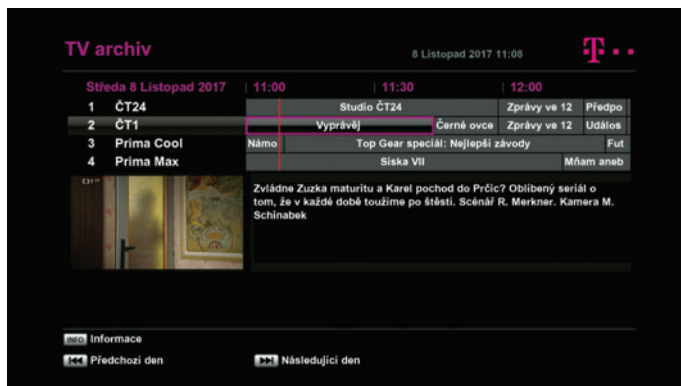 TV archiv
8 Listopad 2017 11:08
Středa 8 Listopad 2017 11:00 11:30 12:00
1 ČT24 Studio ČT24 Zprávy ve 12 Předpo
2 ČT1 Vyprávěj Černé ovce Zprávy ve 12 Událos
3 Prima Cool Námo Top Gear speciál: Nejlepší závody Fut
4 Prima Max Siska VII Mňam aneb
Zvládne Zuzka maturitu a Karel pochod do Prčic? Oblíbený seriál o
tom, že v každé době toužíme po štěstí. Scénář R. Merkner. Kamera M.
Schinabek
INFO Informace
Předchozí den Následující den